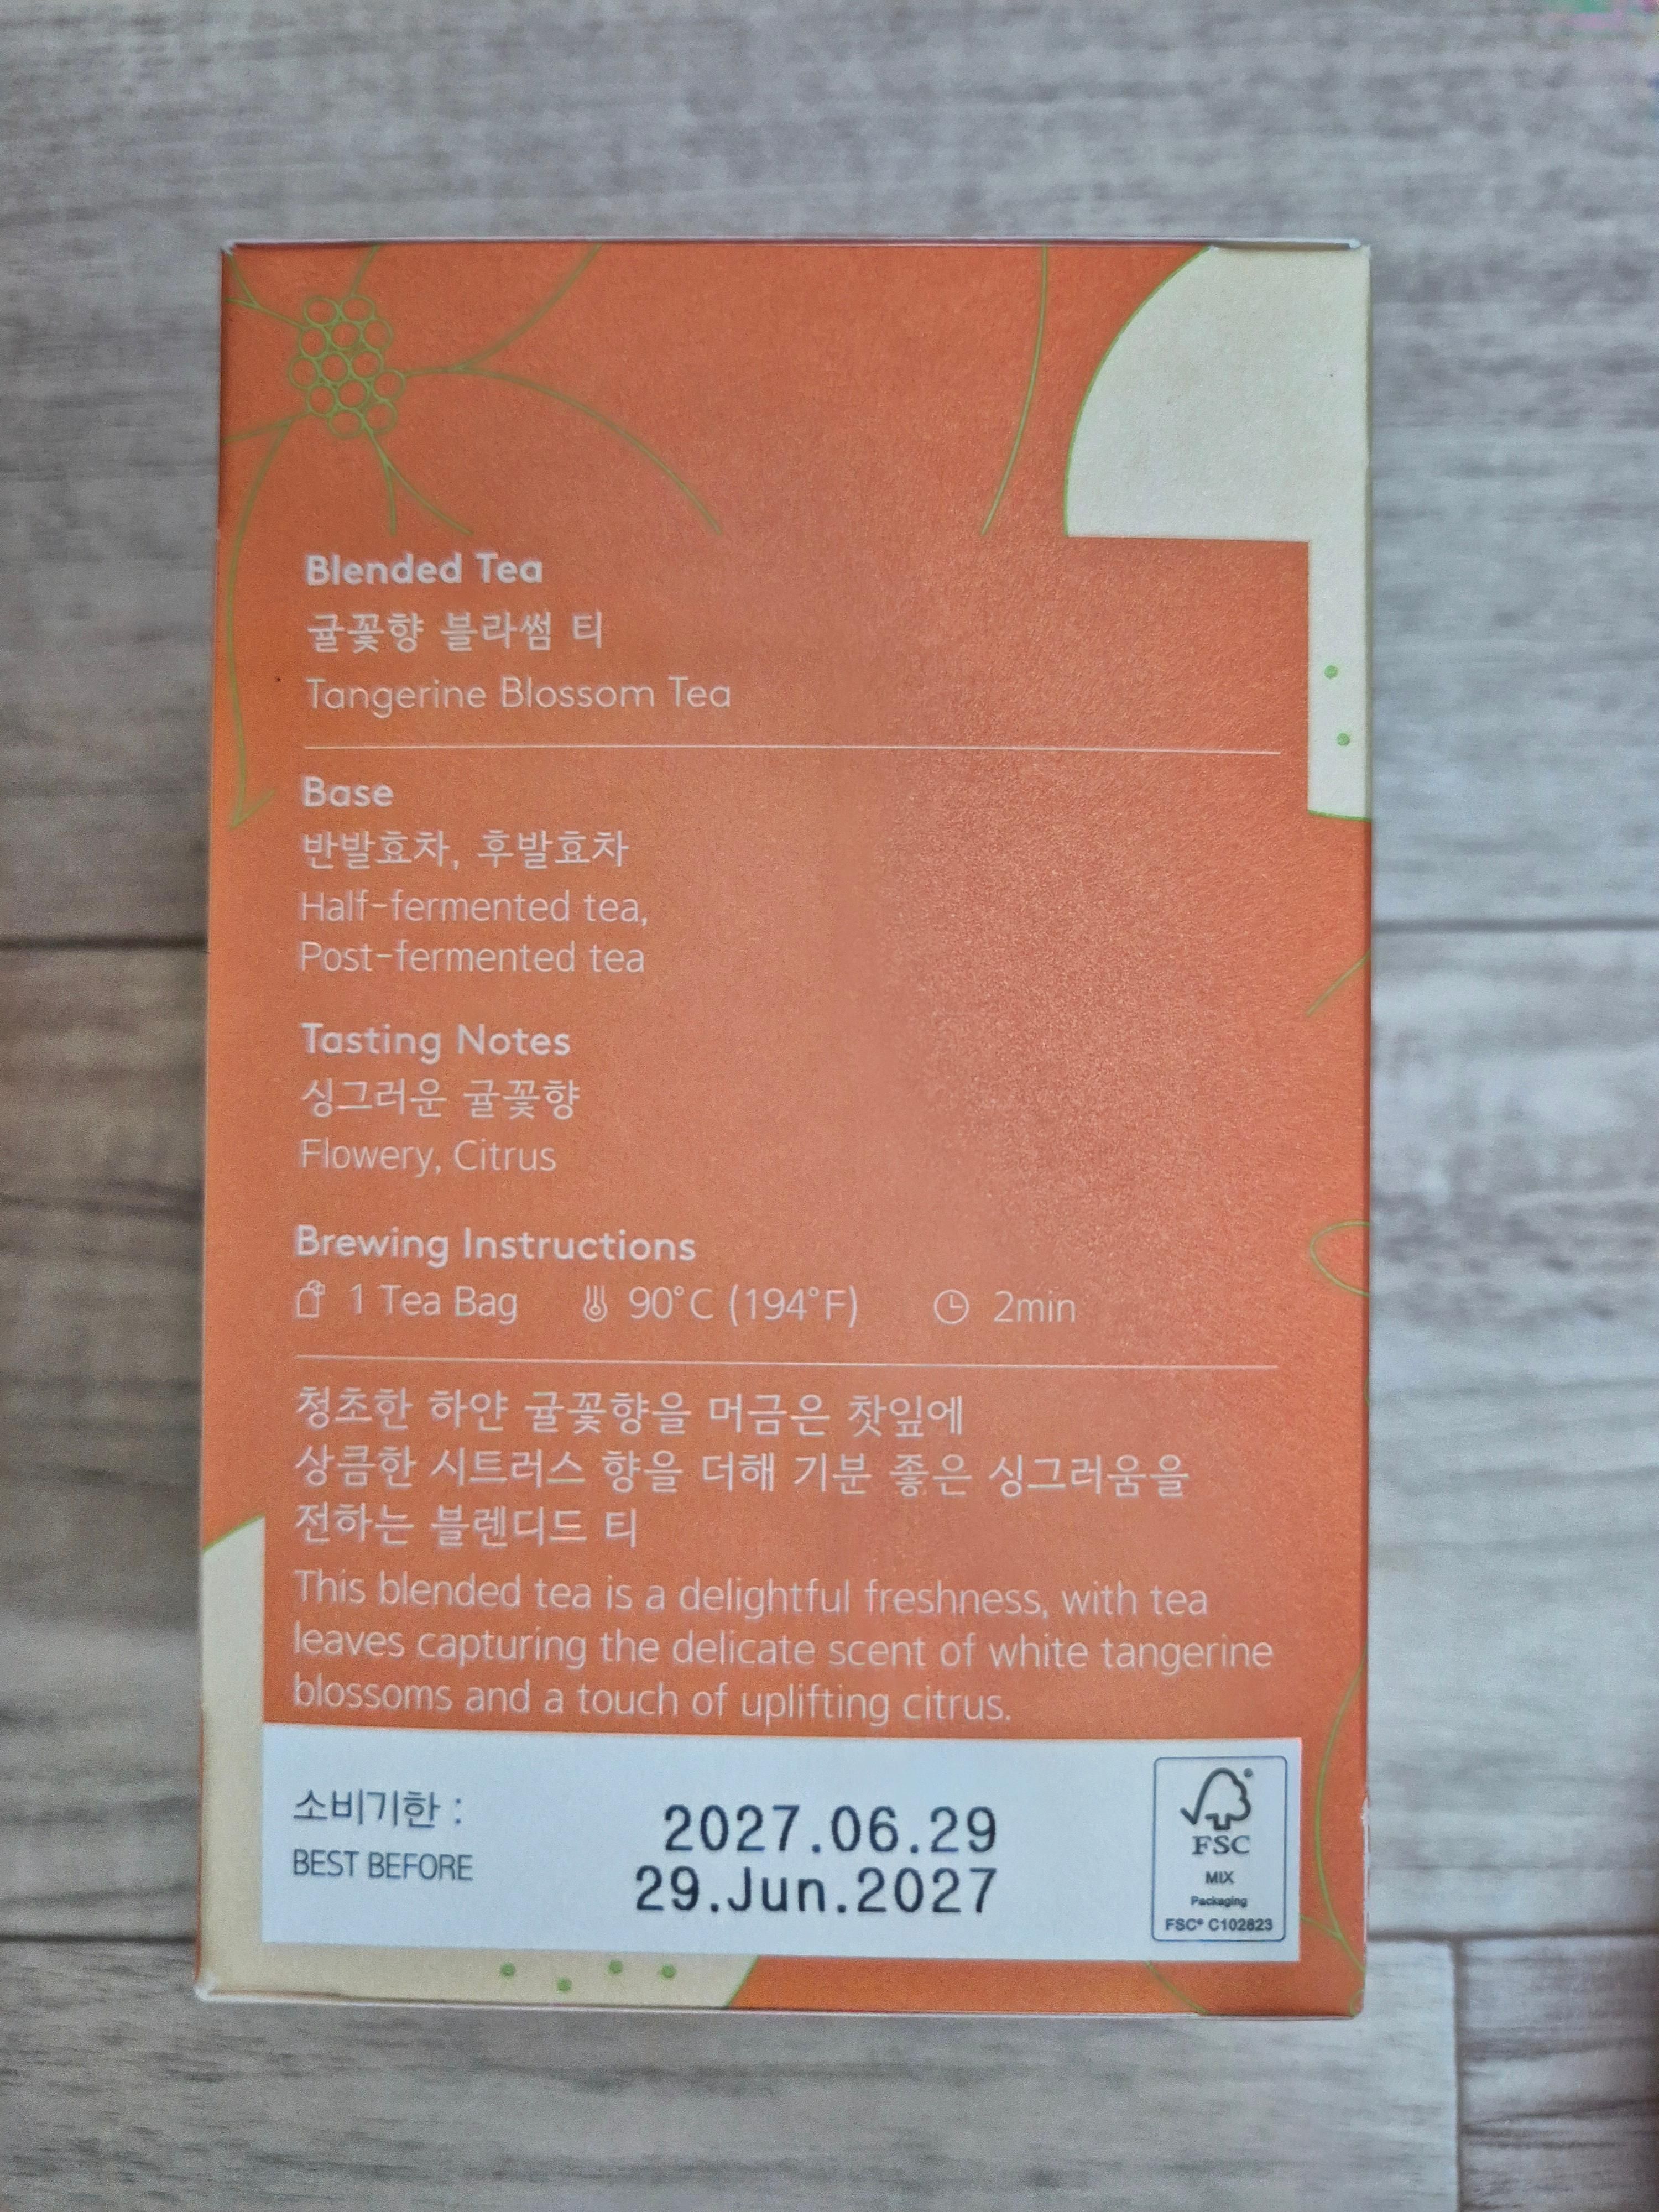 Blended Tea
귤꽃향 블라썸 티
Tangerine Blossom Tea
Base
반발효차, 후발효차
Half-fermented tea,
Post-fermented tea
Tasting Notes
싱그러운 귤꽃향
Flowery, Citrus
Brewing Instructions
1 Tea Bag 90°C (194°F) 2min
청초한 하얀 귤꽃향을 머금은 찻잎에
상큼한 시트러스 향을 더해 기분 좋은 싱그러움을
전하는 블렌디드 티
This blended tea is a delightful freshness, with tea
leaves capturing the delicate scent of white tangerine
blossoms and a touch of uplifting citrus.
소비기한 :
BEST BEFORE
2027.06.29
29.Jun.2027
FSC
MIX
Packaging
FSC® C102823